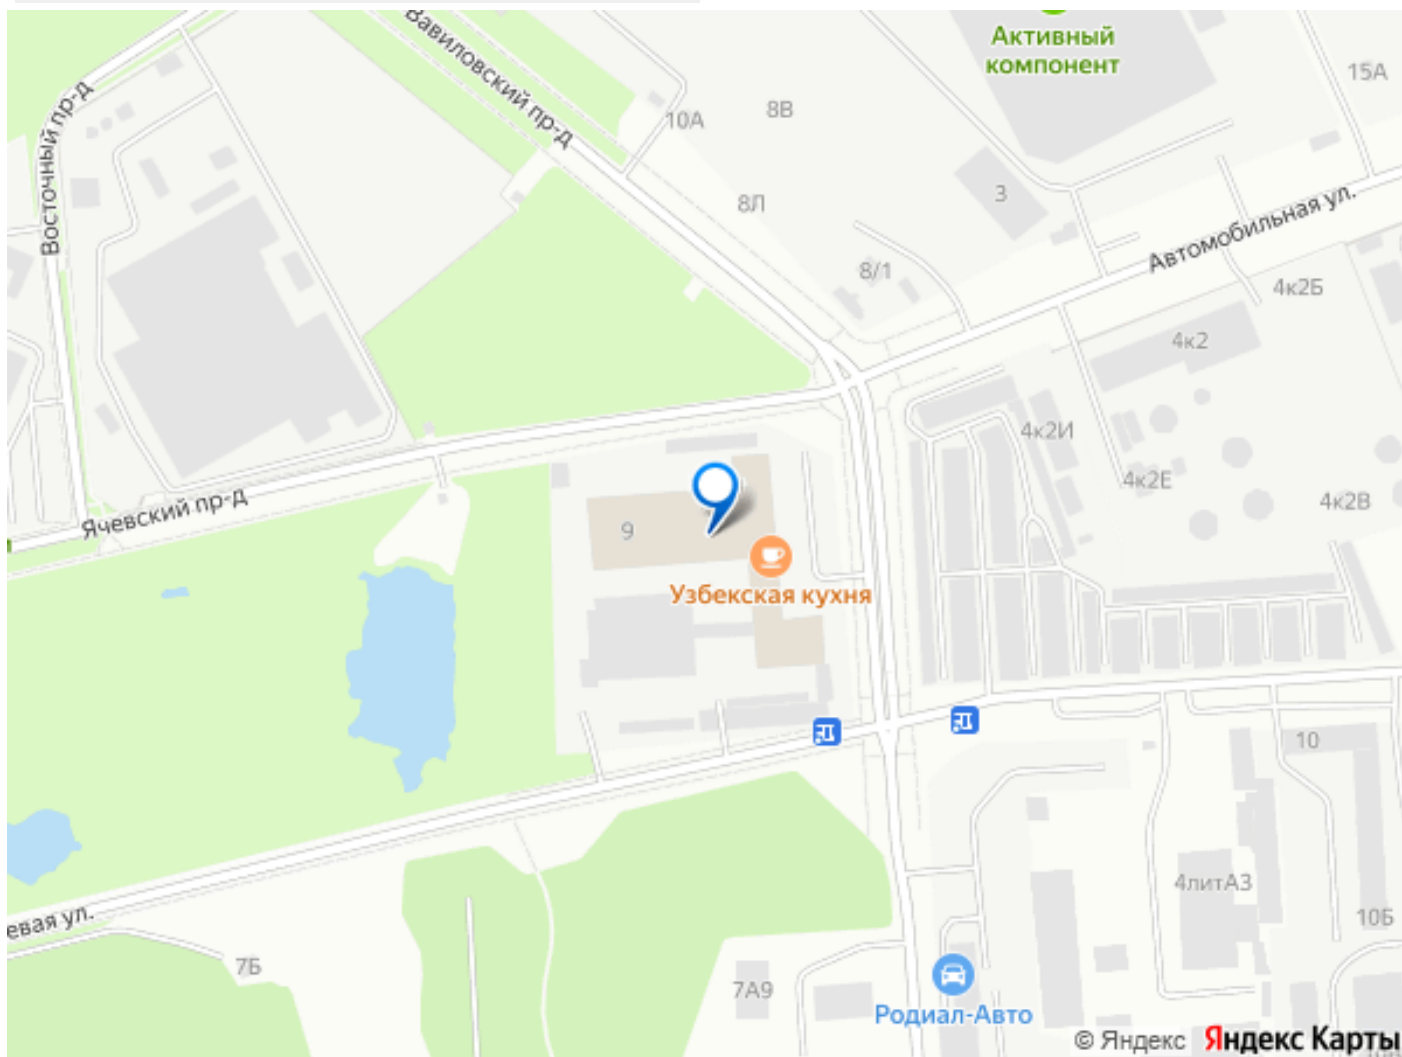 Активный
компонент
15А
Вавиловский пр-д
10А
8В
Восточный пр-д
3
8Л
Автомобильная ул.
8/1
4к2Б
4к2
4к2И
4к2Е
4к2В
Ячевский пр-д
9
Узбекская кухня
10
4литА3
10Б
евая ул.
7Б
7А9
Родиал-Авто
© Яндекс Яндекс Карты